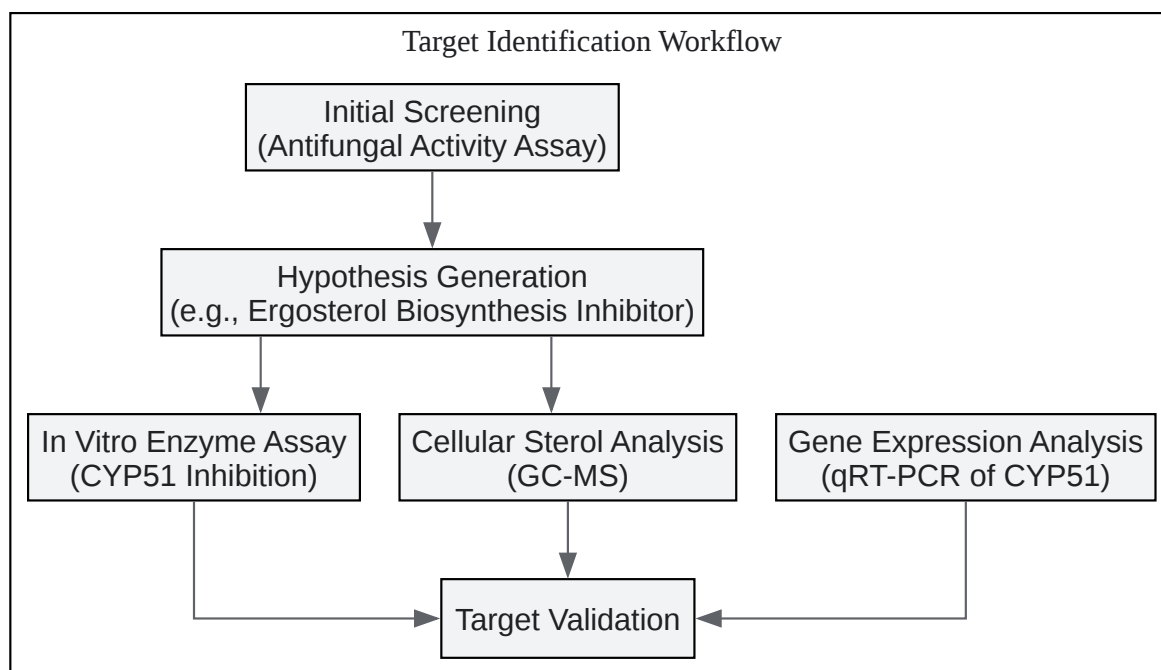 Target Identification Workflow
Initial Screening
(Antifungal Activity Assay)
Hypothesis Generation
(e.g., Ergosterol Biosynthesis Inhibitor)
In Vitro Enzyme Assay
(CYP51 Inhibition)
Cellular Sterol Analysis
(GC-MS)
Gene Expression Analysis
(qRT-PCR of CYP51)
Target Validation